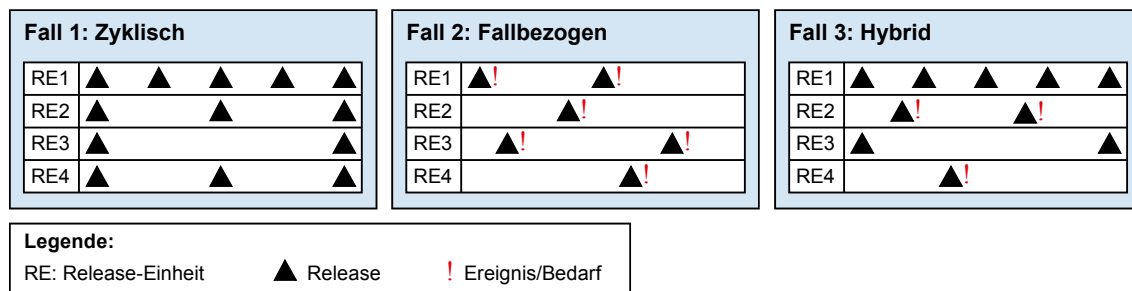 Fall 1: Zyklisch
RE1
RE2
RE3
RE4
Fall 2: Fallbezogen
RE1 ! !
RE2 !
RE3 ! !
RE4 !
Fall 3: Hybrid
RE1
RE2 ! !
RE3
RE4 !
Legende:
RE: Release-Einheit Release ! Ereignis/Bedarf